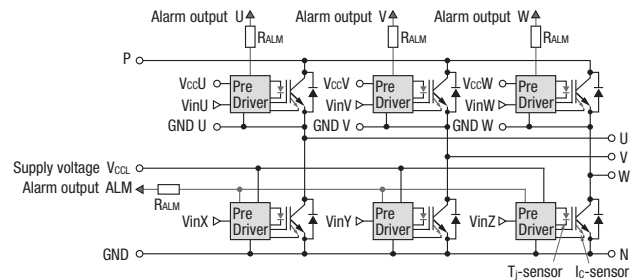 Alarm output U Alarm output V Alarm output W
RALM RALM RALM
P
VccU VccV VccW
Pre Driver Pre Driver Pre Driver
VinU VinV VinW
GND U GND V GND W
U
V
W
Supply voltage VCCL
Alarm output ALM
RALM
Pre Driver Pre Driver Pre Driver
VinX VinY VinZ
GND N
Tj-sensor IC-sensor